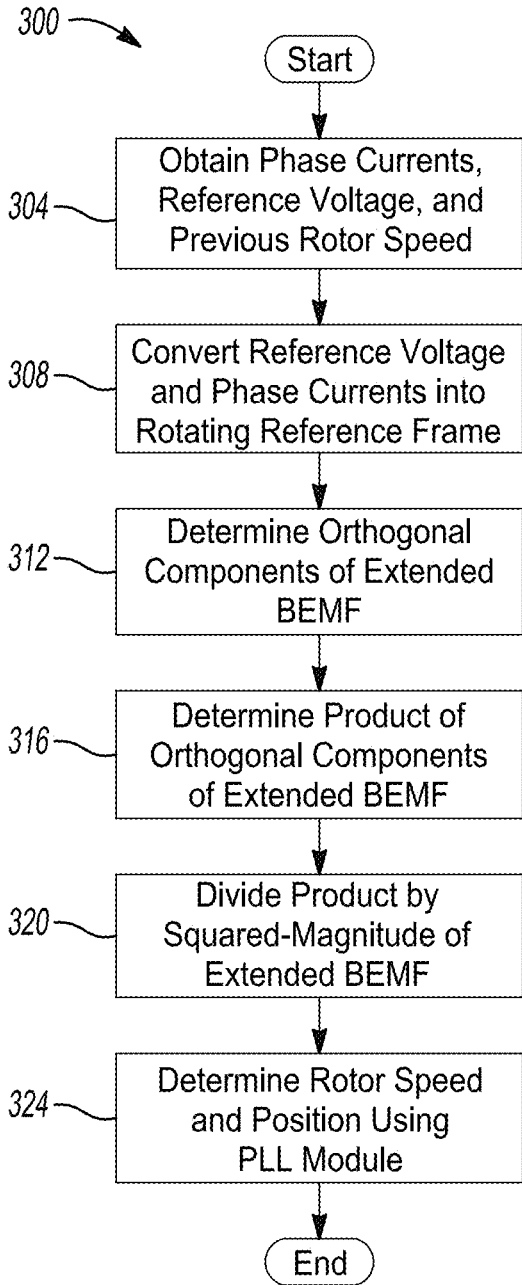 300
Start
304
Obtain Phase Currents,
Reference Voltage, and
Previous Rotor Speed
308
Convert Reference Voltage
and Phase Currents into
Rotating Reference Frame
312
Determine Orthogonal
Components of Extended
BEMF
316
Determine Product of
Orthogonal Components
of Extended BEMF
320
Divide Product by
Squared-Magnitude of
Extended BEMF
324
Determine Rotor Speed
and Position Using
PLL Module
End